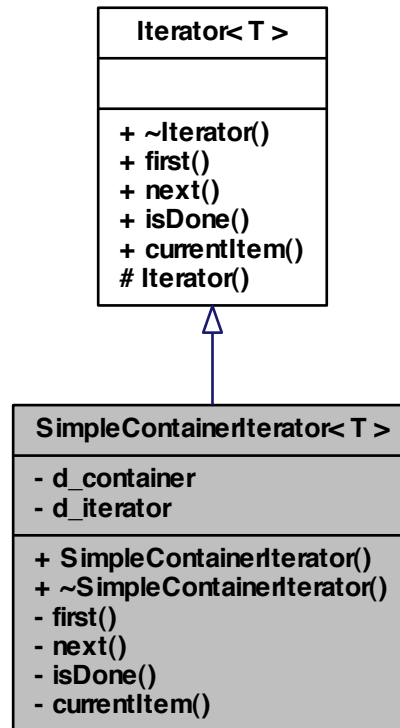 Iterator< T >
+ ~Iterator()
+ first()
+ next()
+ isDone()
+ currentItem()
# Iterator()
SimpleContainerIterator< T >
- d_container
- d_iterator
+ SimpleContainerIterator()
+ ~SimpleContainerIterator()
- first()
- next()
- isDone()
- currentItem()